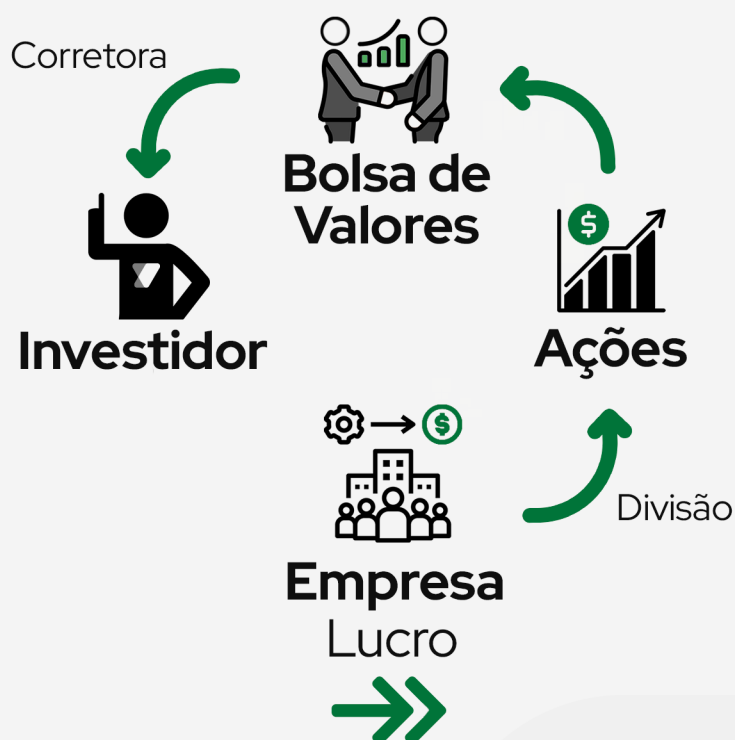 Corretora
Bolsa de
Valores
$
Investidor
Ações
$
Divisão
Empresa
Lucro